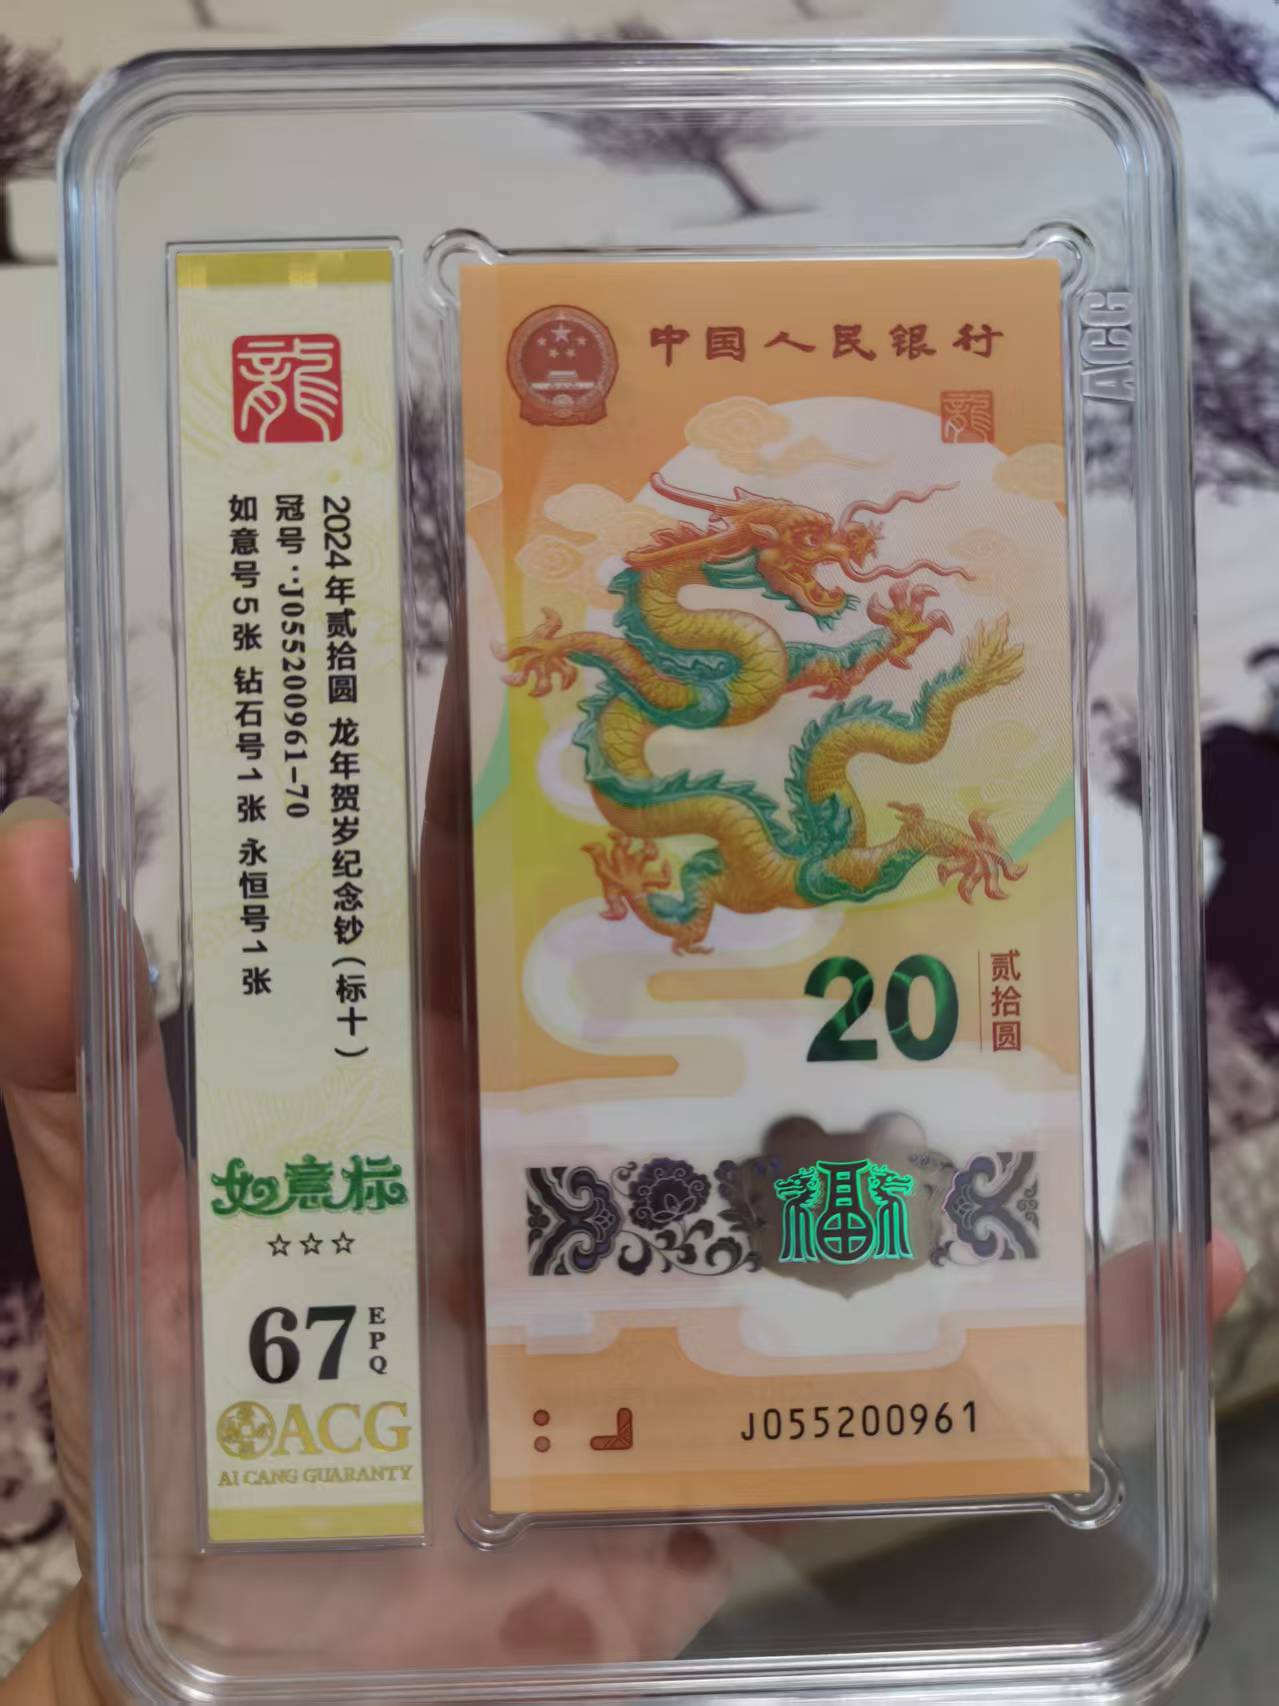 龍
2024年贰拾圆 龙年贺岁纪念钞(标十)
冠号:J055200961-70
如意号5张 钻石号1张 永恒号1张
如意标
☆☆☆
67
EPQ
ACG
AI CANG GUARANTY
中国人民银行
龍
20
贰拾圆
福
J055200961
ACG